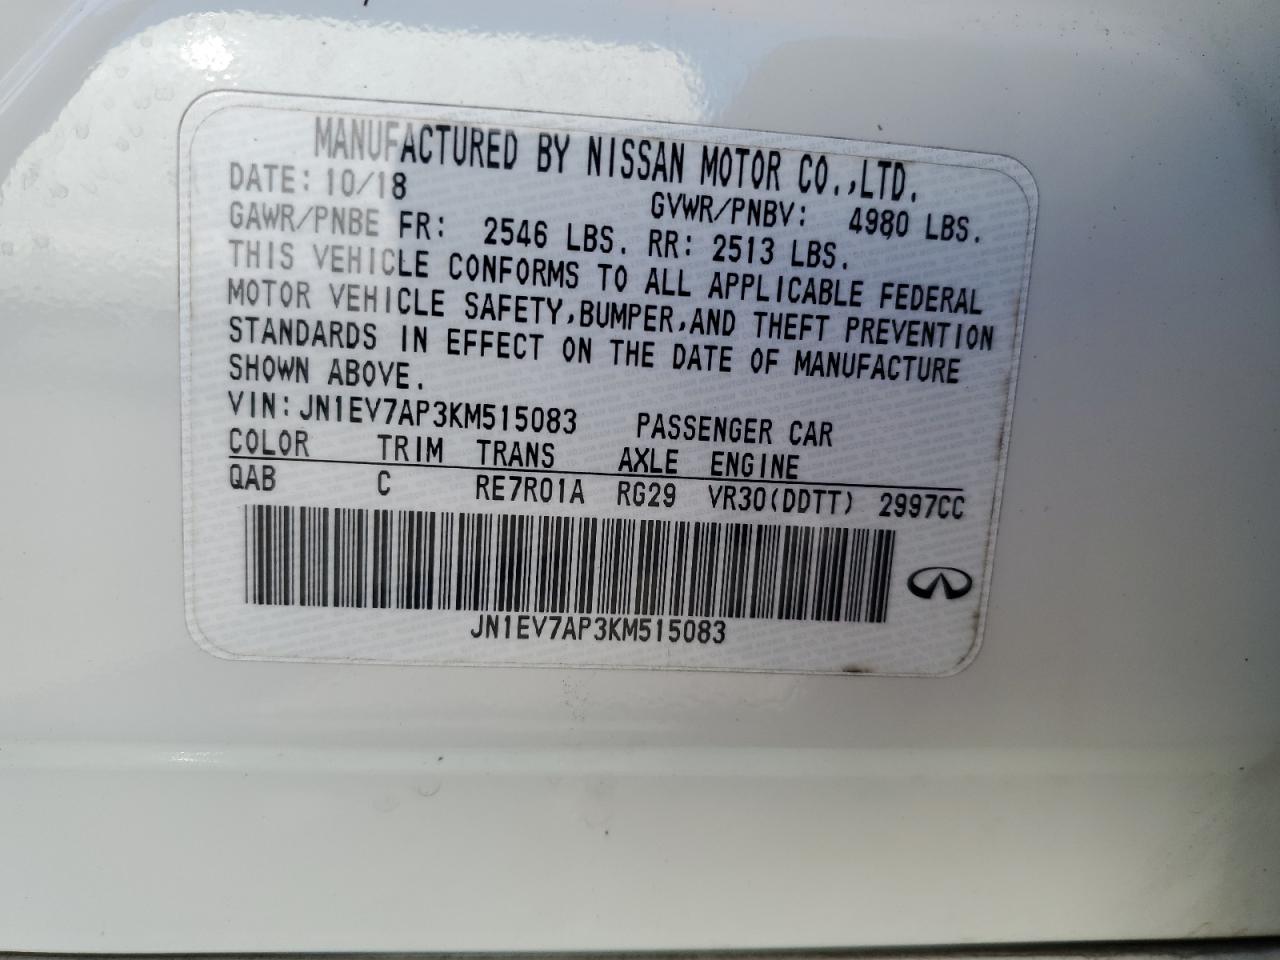 MANUFACTURED BY NISSAN MOTOR CO.,LTD.
DATE: 10/18 GVWR/PNBV: 4980 LBS.
GAWR/PNBE FR: 2546 LBS. RR: 2513 LBS.
THIS VEHICLE CONFORMS TO ALL APPLICABLE FEDERAL
MOTOR VEHICLE SAFETY,BUMPER,AND THEFT PREVENTION
STANDARDS IN EFFECT ON THE DATE OF MANUFACTURE
SHOWN ABOVE.
VIN:JN1EV7AP3KM515083 PASSENGER CAR
COLOR TRIM TRANS AXLE ENGINE
QAB C RE7R01A RG29 VR30(DDTT) 2997CC
JN1EV7AP3KM515083